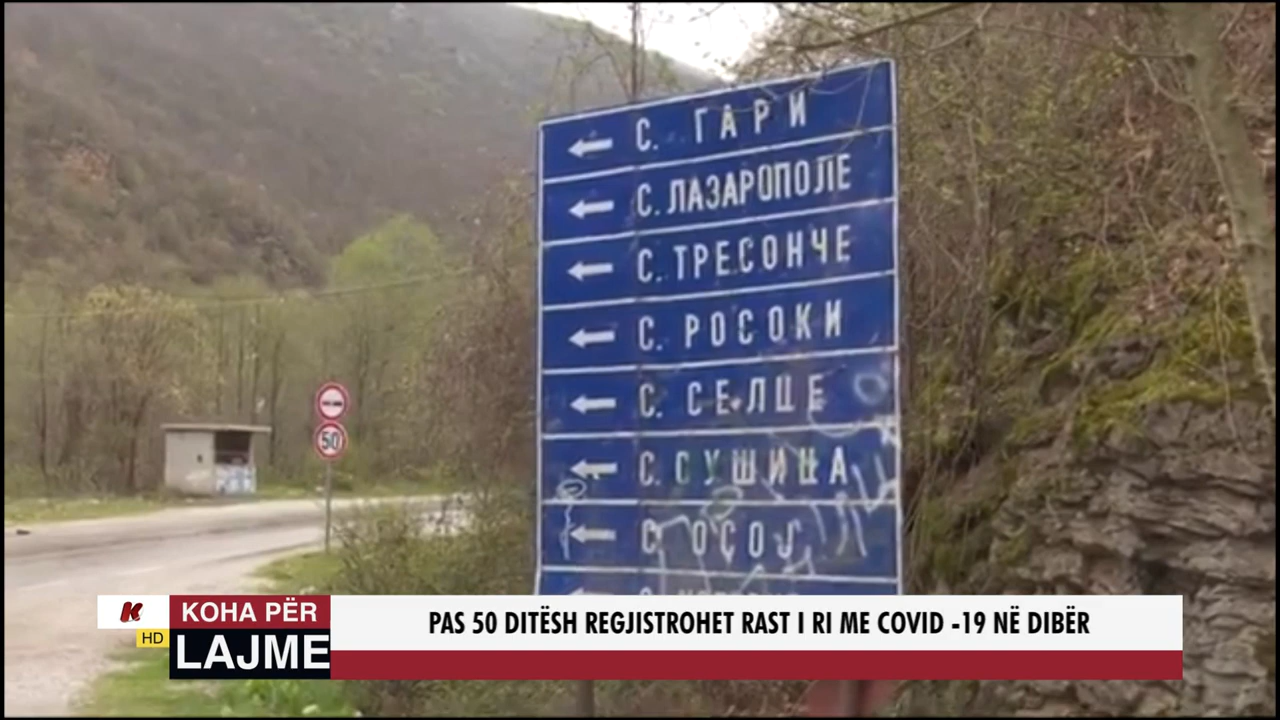 С. ГАРИ
С. ЛАЗАРОПОЛЕ
С. ТРЕСОНЧЕ
С. РОСОКИ
С. СЕЛЦЕ
С. СУШИЦА
С. ОСОЈ
50
K
HD
KOHA PËR
LAJME
PAS 50 DITËSH REGJISTROHET RAST I RI ME COVID -19 NË DIBËR